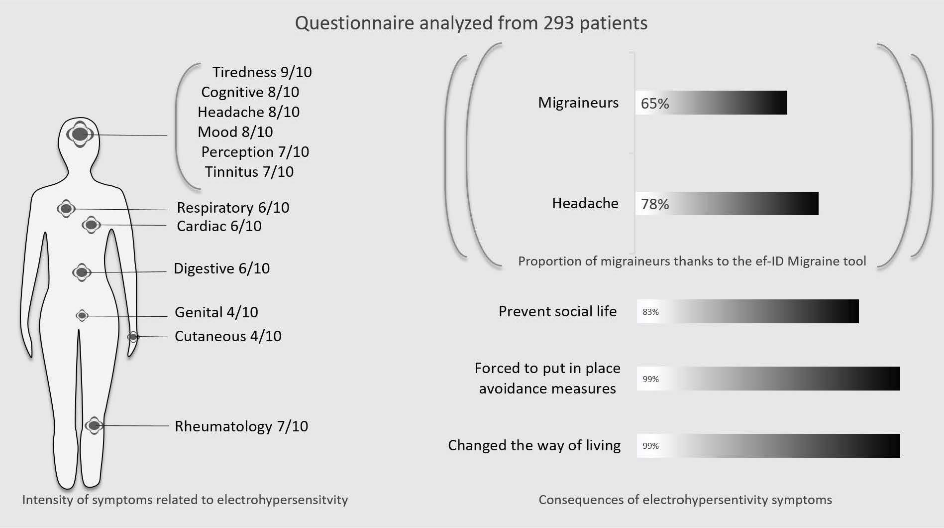 Questionnaire analyzed from 293 patients
Tiredness 9/10
Cognitive 8/10
Headache 8/10
Mood 8/10
Perception 7/10
Tinnitus 7/10
Respiratory 6/10
Cardiac 6/10
Digestive 6/10
Genital 4/10
Cutaneous 4/10
Rheumatology 7/10
Intensity of symptoms related to electrohypersensitvity
Migraineurs 65%
Headache 78%
Proportion of migraineurs thanks to the ef-ID Migraine tool
Prevent social life 83%
Forced to put in place
avoidance measures 99%
Changed the way of living 99%
Consequences of electrohypersentivity symptoms